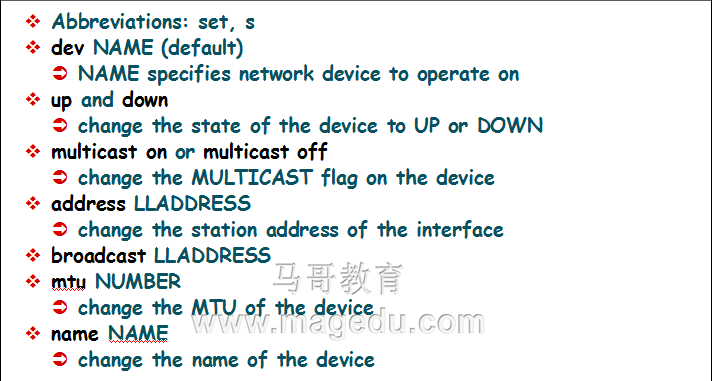 Abbreviations: set, s
dev NAME (default)
NAME specifies network device to operate on
up and down
change the state of the device to UP or DOWN
multicast on or multicast off
change the MULTICAST flag on the device
address LLADDRESS
change the station address of the interface
broadcast LLADDRESS
马哥教育
mtu NUMBER
change the MTU of the device
www.magedu.com
name NAME
change the name of the device